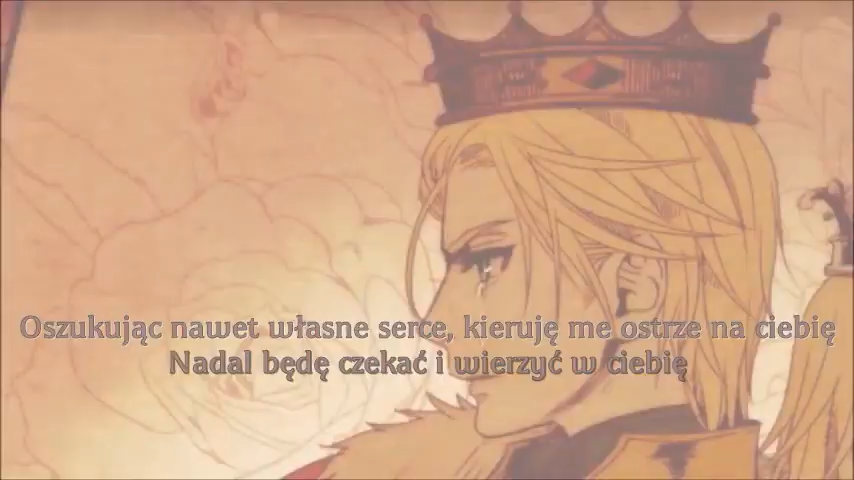 Oszukując nawet własne serce, kieruję me ostrze na ciebię
Nadal będę czekać i wierzyć w ciebię